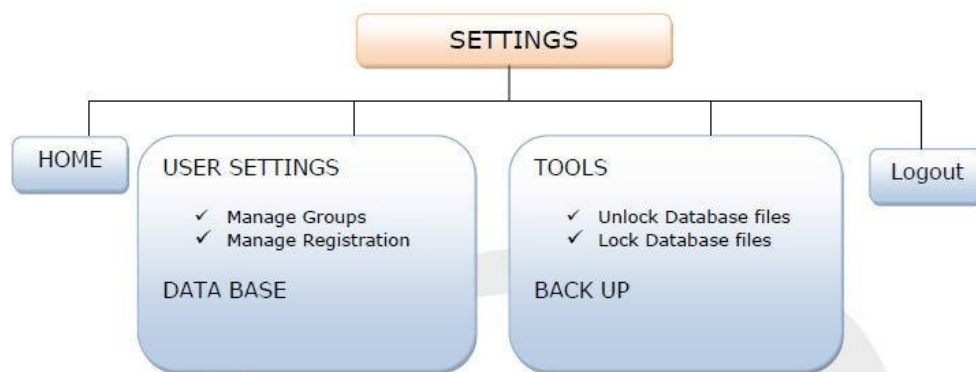 SETTINGS
HOME
USER SETTINGS
Manage Groups
Manage Registration
DATA BASE
TOOLS
Unlock Database files
Lock Database files
BACK UP
Logout